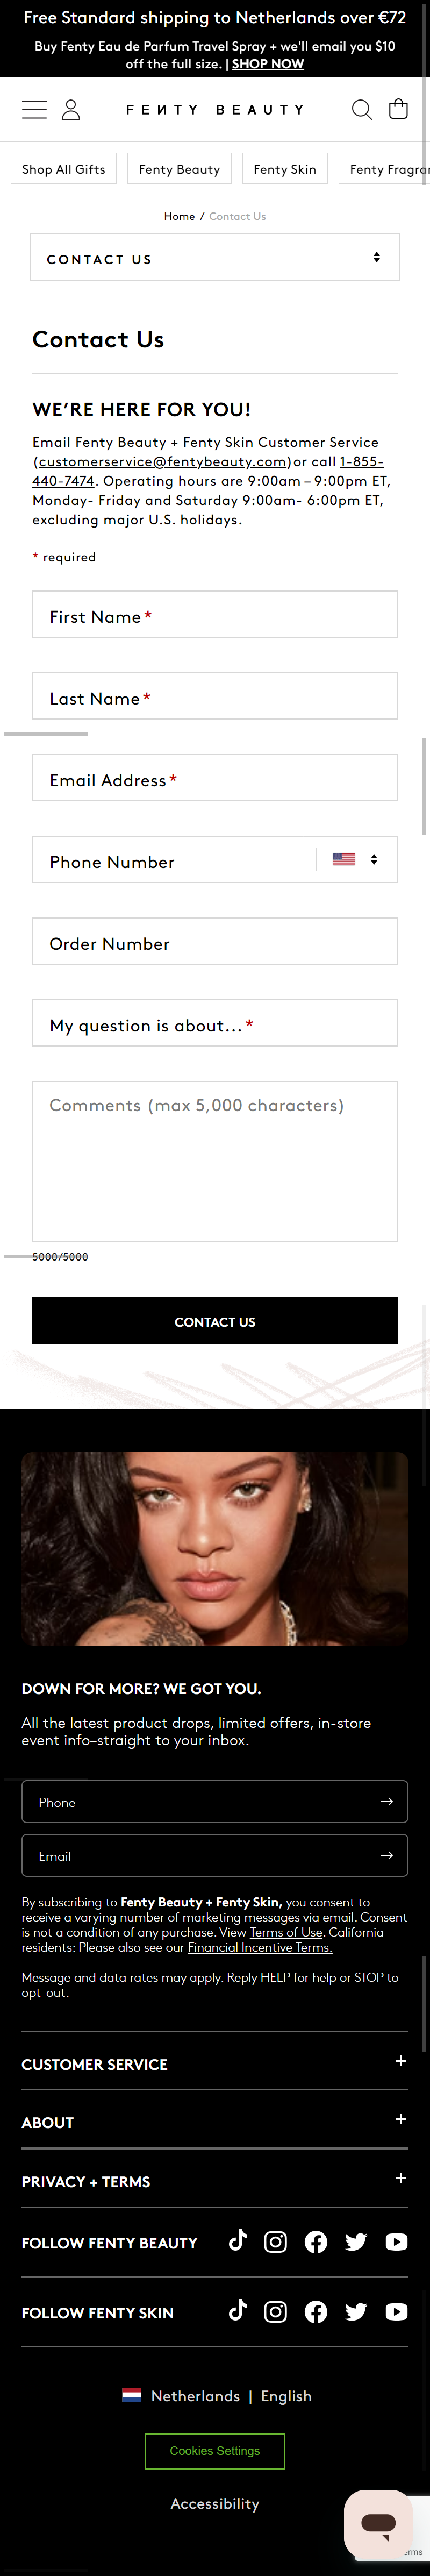 Free Standard shipping to Netherlands over €72
Buy Fenty Eau de Parfum Travel Spray + we'll email you $10
off the full size. | SHOP NOW
FENTY BEAUTY
Shop All Gifts
Fenty Beauty
Fenty Skin
Fenty Fragra
Home / Contact Us
CONTACT US
Contact Us
WE'RE HERE FOR YOU!
Email Fenty Beauty + Fenty Skin Customer Service
(customerservice@fentybeauty.com) or call 1-855-
440-7474. Operating hours are 9:00am – 9:00pm ET,
Monday- Friday and Saturday 9:00am- 6:00pm ET,
excluding major U.S. holidays.
* required
First Name*
Last Name*
Email Address*
Phone Number
Order Number
My question is about...*
Comments (max 5,000 characters)
5000/5000
CONTACT US
DOWN FOR MORE? WE GOT YOU.
All the latest product drops, limited offers, in-store
event info–straight to your inbox.
Phone
Email
By subscribing to Fenty Beauty + Fenty Skin, you consent to
receive a varying number of marketing messages via email. Consent
is not a condition of any purchase. View Terms of Use. California
residents: Please also see our Financial Incentive Terms.
Message and data rates may apply. Reply HELP for help or STOP to
opt-out.
CUSTOMER SERVICE
ABOUT
PRIVACY + TERMS
FOLLOW FENTY BEAUTY
FOLLOW FENTY SKIN
Netherlands | English
Cookies Settings
Accessibility